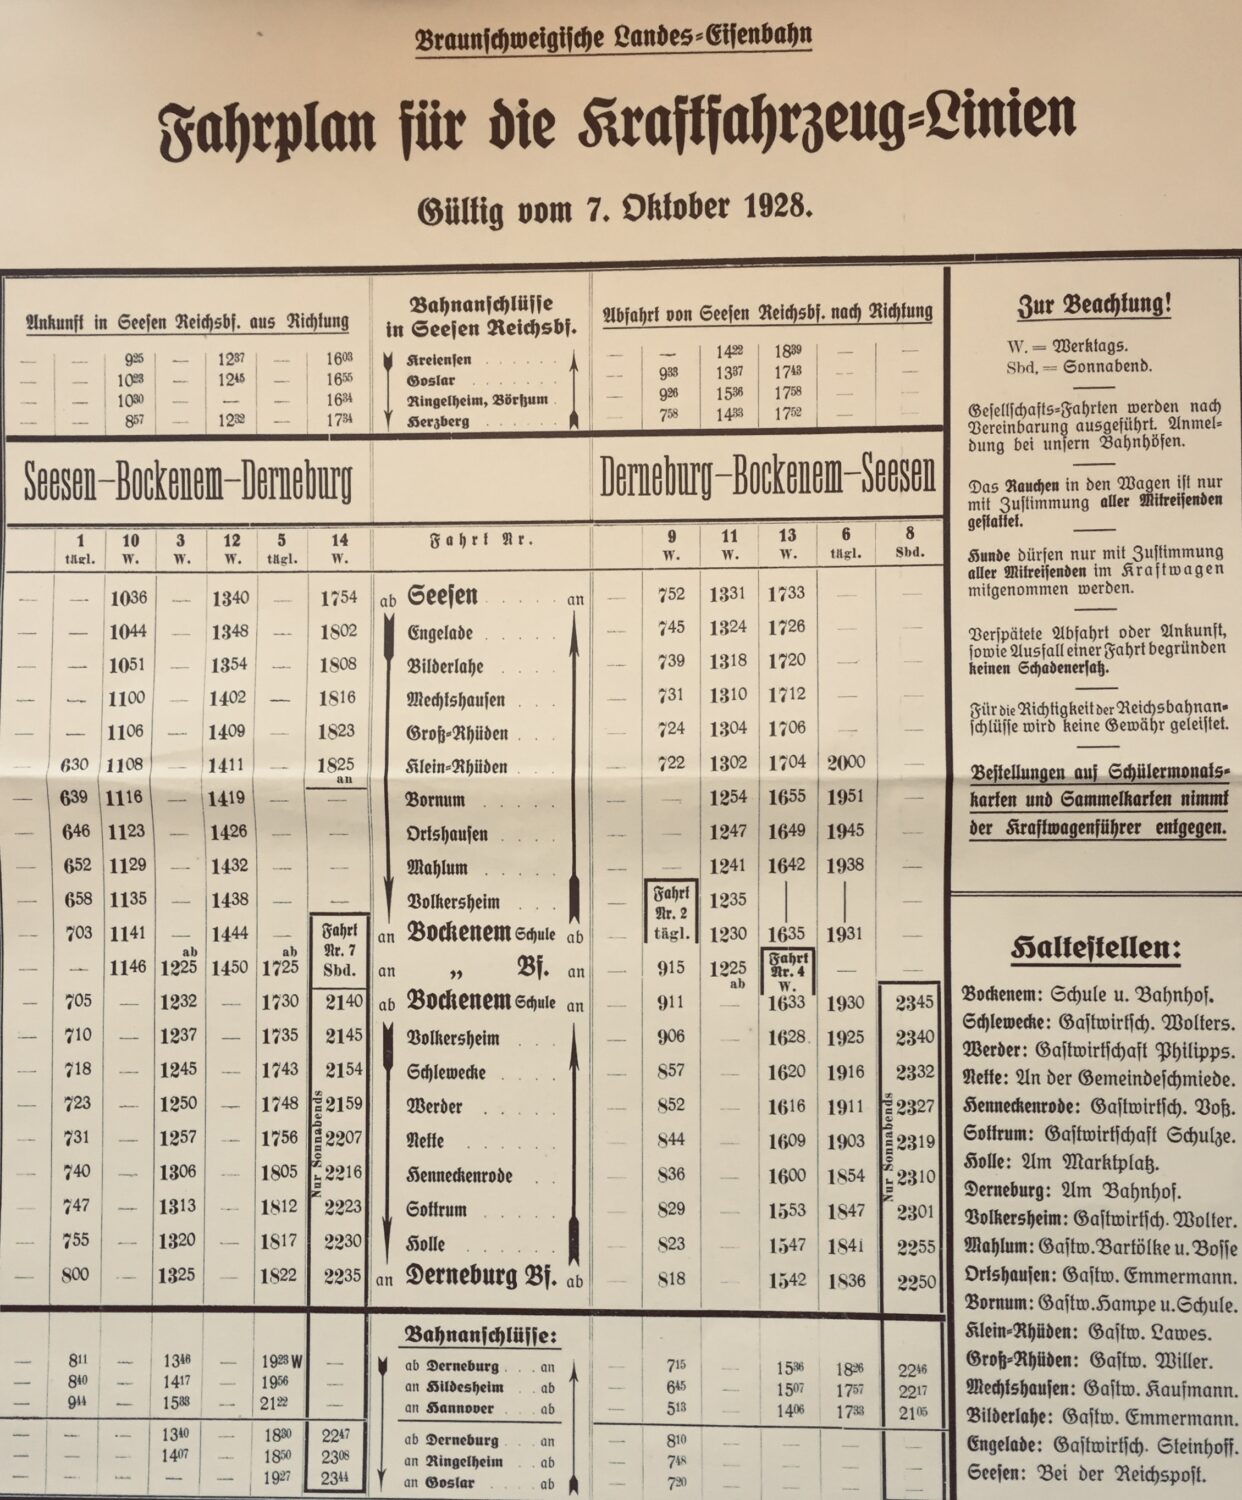 Braunschweigische Landes-Eisenbahn
Fahrplan für die Kraftfahrzeug-Linien
Gültig vom 7. Oktober 1928.
Ankunft in Seesen Reichsbf. aus Richtung | Bahnanschlüsse in Seesen Reichsbf. | Abfahrt von Seesen Reichsbf. nach Richtung
— — 925 — 1237 — 1603 Kreiensen — — 1422 1839 — —
— — 1023 — 1245 — 1655 Goslar — 933 1337 1743 — —
— — 1030 — — — 1634 Ringelheim, Börßum — 926 1536 1758 — —
— — 857 — 1232 — 1734 Herzberg — 758 1433 1752 — —
Seesen–Bockenem–Derneburg
Derneburg–Bockenem–Seesen
1 10 3 12 5 14 Fahrt Nr. 9 11 13 6 8
tägl. W. W. W. tägl. W. W. W. W. tägl. Sbd.
— — 1036 — 1340 — 1754 ab Seesen an — 752 1331 1733 — —
— — 1044 — 1348 — 1802 Engelade — 745 1324 1726 — —
— — 1051 — 1354 — 1808 Bilderlahe — 739 1318 1720 — —
— — 1100 — 1402 — 1816 Mechtshausen — 731 1310 1712 — —
— — 1106 — 1409 — 1823 Groß-Rhüden — 724 1304 1706 — —
— 630 1108 — 1411 — 1825 an Klein-Rhüden — 722 1302 1704 2000 —
— 639 1116 — 1419 — — Bornum — — 1254 1655 1951 —
— 646 1123 — 1426 — — Ortshausen — — 1247 1649 1945 —
— 652 1129 — 1432 — — Mahlum — — 1241 1642 1938 —
— 658 1135 — 1438 — — Volkersheim — Fahrt 1235 —
Nr. 2
— 703 1141 — 1444 — Fahrt an Bockenem Schule ab — tägl. 1230 1635 1931 —
ab ab Nr. 7 Fahrt
— — 1146 1225 1450 1725 Sbd. an „ Bf. an — 915 1225 ab Nr. 4 W. — —
— 705 — 1232 — 1730 2140 ab Bockenem Schule an — 911 — 1633 1930 2345
— 710 — 1237 — 1735 2145 Volkersheim — 906 — 1628 1925 2340
— 718 — 1245 — 1743 2154 Schlewecke — 857 — 1620 1916 2332
— 723 — 1250 — 1748 2159 Werder — 852 — 1616 1911 2327
— 731 — 1257 — 1756 2207 Nette — 844 — 1609 1903 2319
— 740 — 1306 — 1805 2216 Henneckenrode — 836 — 1600 1854 2310
— 747 — 1313 — 1812 2223 Sottrum — 829 — 1553 1847 2301
— 755 — 1320 — 1817 2230 Holle — 823 — 1547 1841 2255
— 800 — 1325 — 1822 2235 an Derneburg Bf. ab — 818 — 1542 1836 2250
Nur Sonnabends
Nur Sonnabends
Bahnanschlüsse:
— 811 — 1346 — 1923 W — ab Derneburg an — 715 — 1536 1826 2246
— 840 — 1417 — 1956 — an Hildesheim ab — 645 — 1507 1757 2217
— 944 — 1533 — 2122 — an Hannover ab — 513 — 1406 1733 2105
— — — 1340 — 1830 2247 ab Derneburg an — 810 — — — —
— — — 1407 — 1850 2308 an Ringelheim ab — 748 — — — —
— — — — — 1927 2344 an Goslar ab — 720 — — — —
Zur Beachtung!
W. = Werktags.
Sbd. = Sonnabend.
Gesellschafts-Fahrten werden nach
Vereinbarung ausgeführt. Anmel-
dung bei unsern Bahnhöfen.
Das Rauchen in den Wagen ist nur
mit Zustimmung aller Mitreisenden
gestattet.
Hunde dürfen nur mit Zustimmung
aller Mitreisenden im Kraftwagen
mitgenommen werden.
Verspätete Abfahrt oder Ankunft,
sowie Ausfall einer Fahrt begründen
keinen Schadenersatz.
Für die Richtigkeit der Reichsbahnan-
schlüsse wird keine Gewähr geleistet.
Bestellungen auf Schülermonats-
karten und Sammelkarten nimmt
der Kraftwagenführer entgegen.
Haltestellen:
Bockenem: Schule u. Bahnhof.
Schlewecke: Gastwirtsch. Wolters.
Werder: Gastwirtschaft Philipps.
Nette: An der Gemeindeschmiede.
Henneckenrode: Gastwirtsch. Voß.
Sottrum: Gastwirtschaft Schulze.
Holle: Am Marktplatz.
Derneburg: Am Bahnhof.
Volkersheim: Gastwirtsch. Wolter.
Mahlum: Gastw. Bartölke u. Bosse
Ortshausen: Gastw. Emmermann.
Bornum: Gastw. Hampe u. Schule.
Klein-Rhüden: Gastw. Lawes.
Groß-Rhüden: Gastw. Willer.
Mechtshausen: Gastw. Kaufmann.
Bilderlahe: Gastw. Emmermann.
Engelade: Gastwirtsch. Steinhoff.
Seesen: Bei der Reichspost.